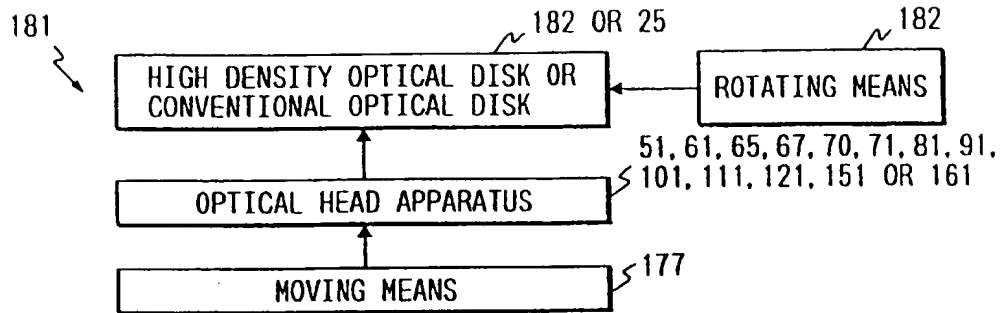 181
182 OR 25
182
HIGH DENSITY OPTICAL DISK OR
CONVENTIONAL OPTICAL DISK
ROTATING MEANS
51, 61, 65, 67, 70, 71, 81, 91,
101, 111, 121, 151 OR 161
OPTICAL HEAD APPARATUS
177
MOVING MEANS